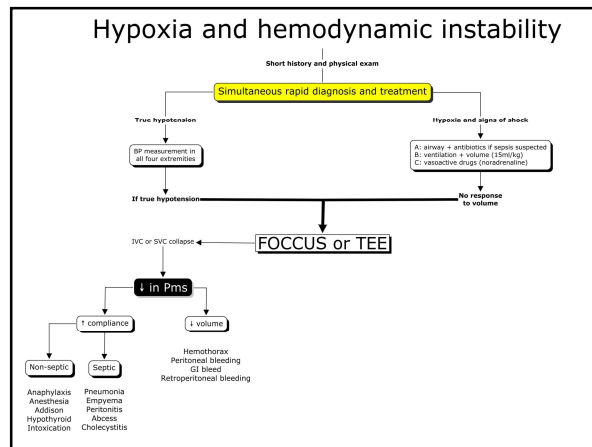 Hypoxia and hemodynamic instability
Short history and physical exam
Simultaneous rapid diagnosis and treatment
True hypotension
Hypoxia and signs of shock
BP measurement in
all four extremities
A: airway + antibiotics if sepsis suspected
B: ventilation + volume (15ml/kg)
C: vasoactive drugs (noradrenaline)
If true hypotension
No response
to volume
FOCCUS or TEE
IVC or SVC collapse
↓ in Pms
↑ compliance
↓ volume
Non-septic
Septic
Hemothorax
Peritoneal bleeding
GI bleed
Retroperitoneal bleeding
Anaphylaxis
Anesthesia
Addison
Hypothyroid
Intoxication
Pneumonia
Empyema
Peritonitis
Abcess
Cholecystitis